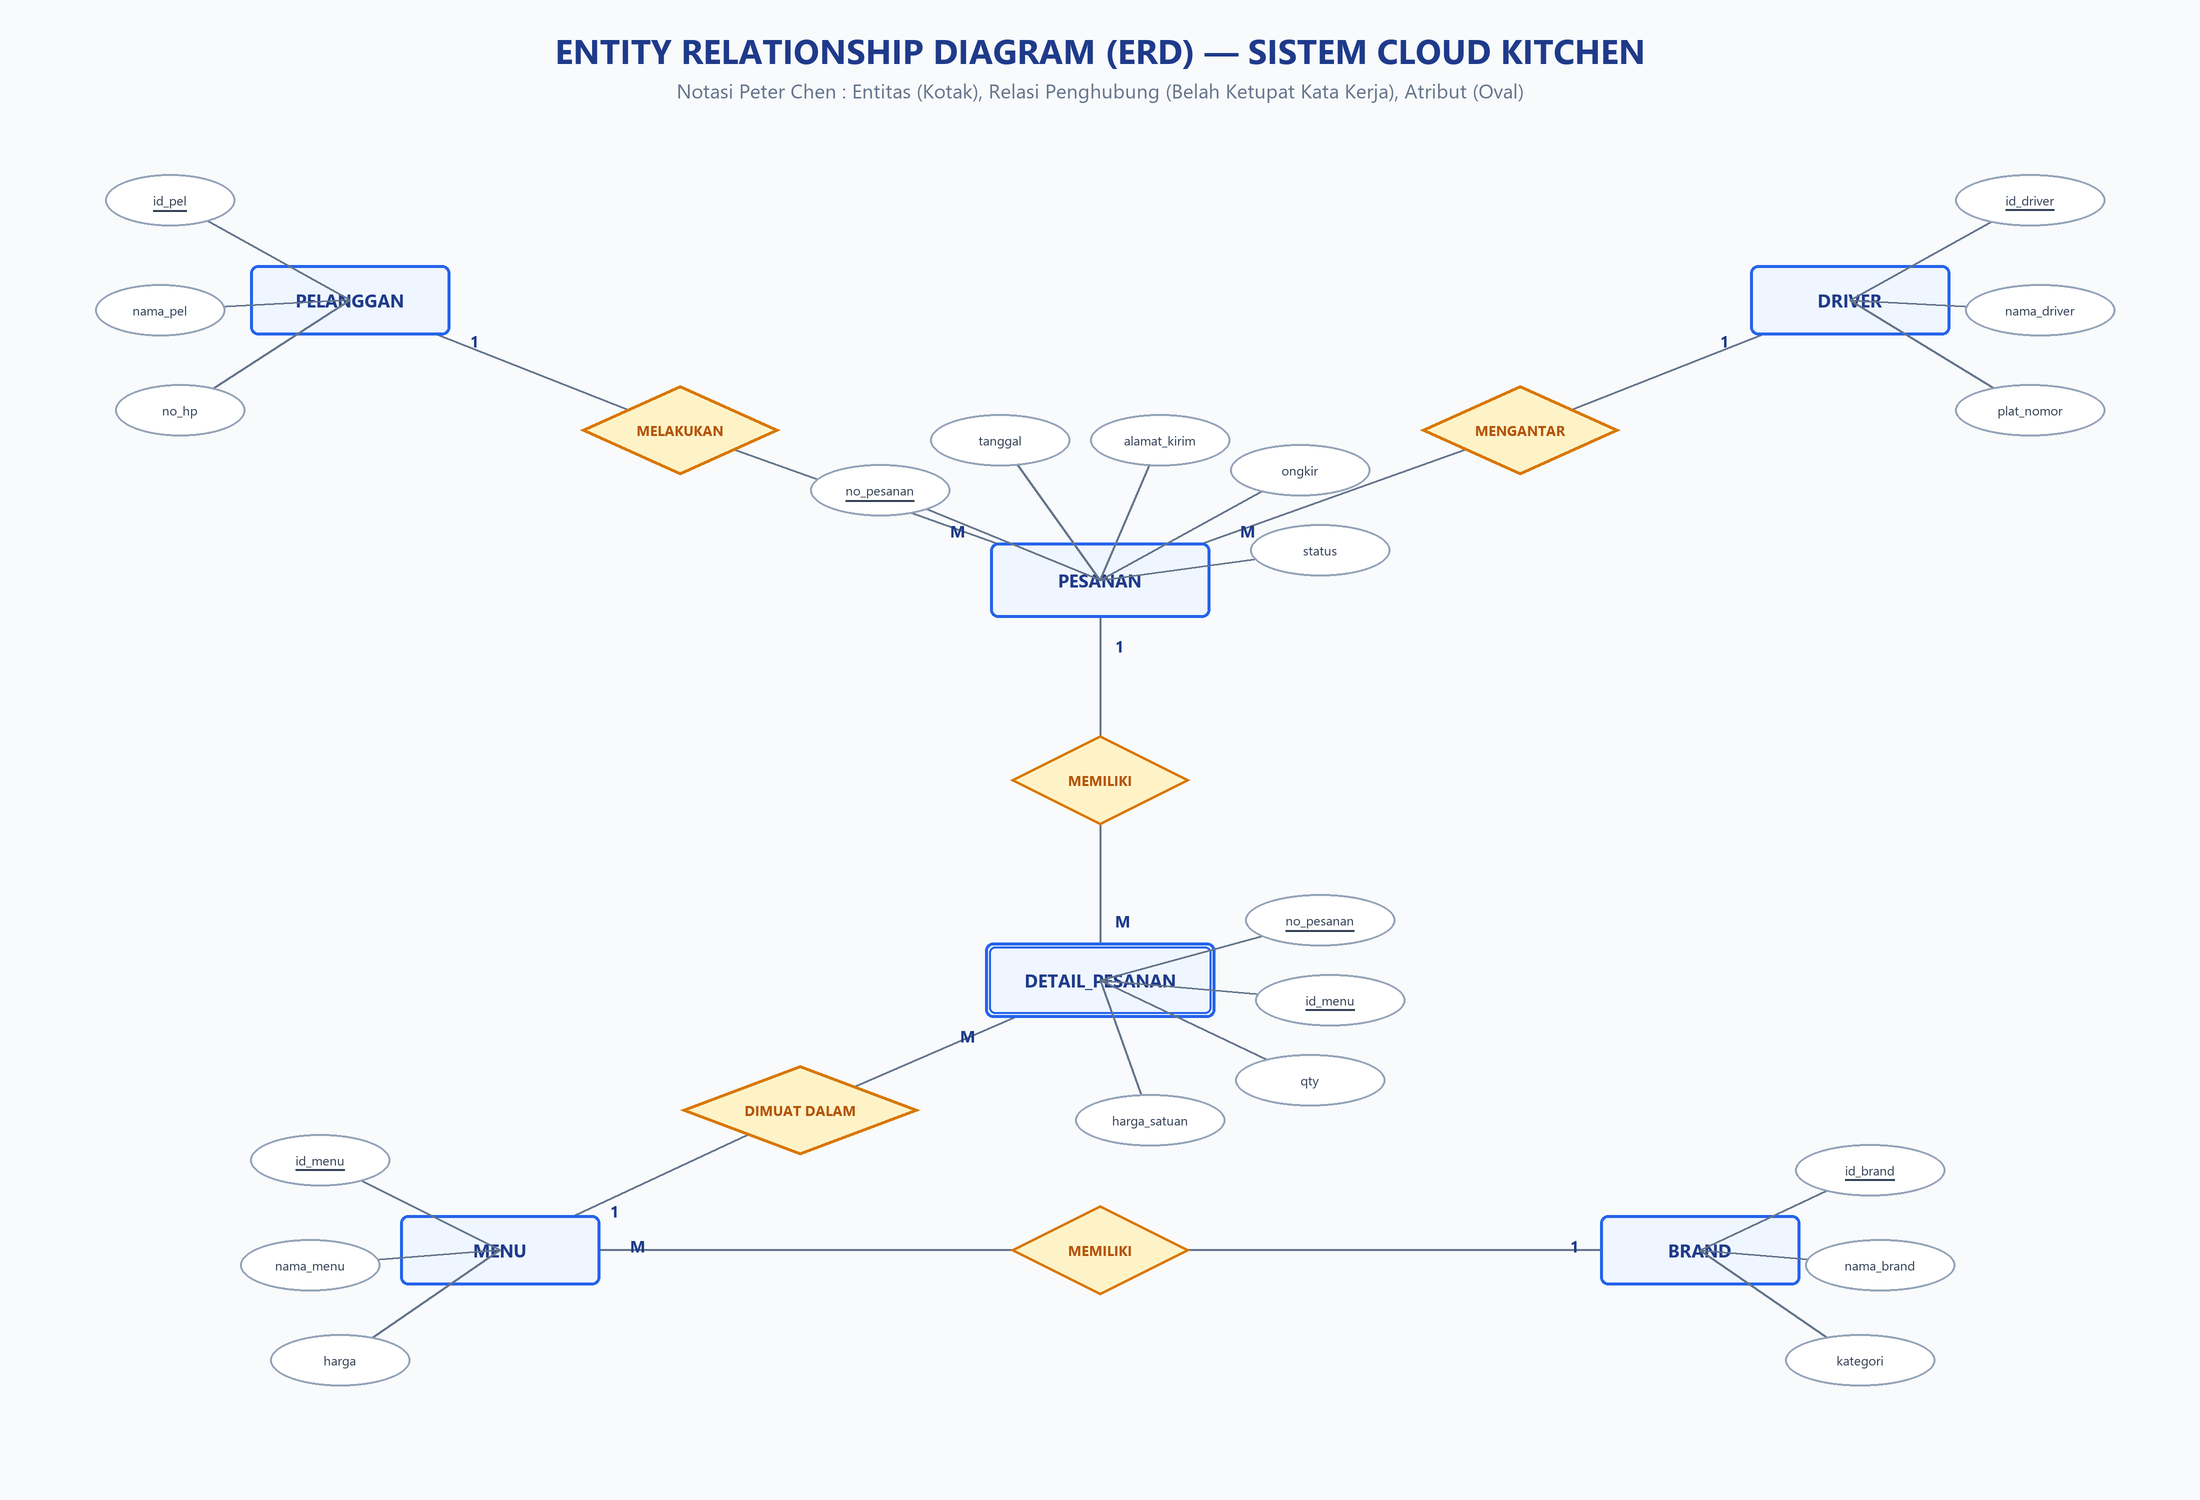 ENTITY RELATIONSHIP DIAGRAM (ERD) — SISTEM CLOUD KITCHEN
Notasi Peter Chen : Entitas (Kotak), Relasi Penghubung (Belah Ketupat Kata Kerja), Atribut (Oval)
id_pel
id_driver
PELANGGAN
DRIVER
nama_pel
nama_driver
1
1
no_hp
plat_nomor
MELAKUKAN
MENGANTAR
tanggal
alamat_kirim
ongkir
no_pesanan
M
M
status
PESANAN
1
MEMILIKI
M
no_pesanan
DETAIL_PESANAN
id_menu
M
qty
DIMUAT DALAM
harga_satuan
id_menu
id_brand
1
MENU
M
MEMILIKI
1
BRAND
nama_menu
nama_brand
harga
kategori